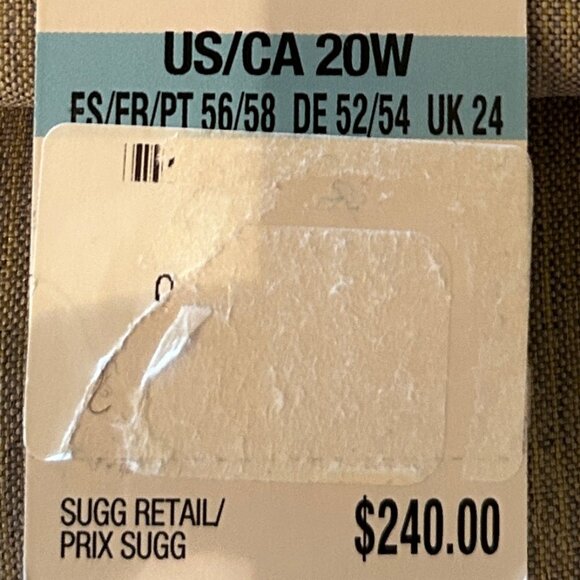 US/CA 20W
ES/FR/PT 56/58 DE 52/54 UK 24
SUGG RETAIL/
PRIX SUGG
$240.00